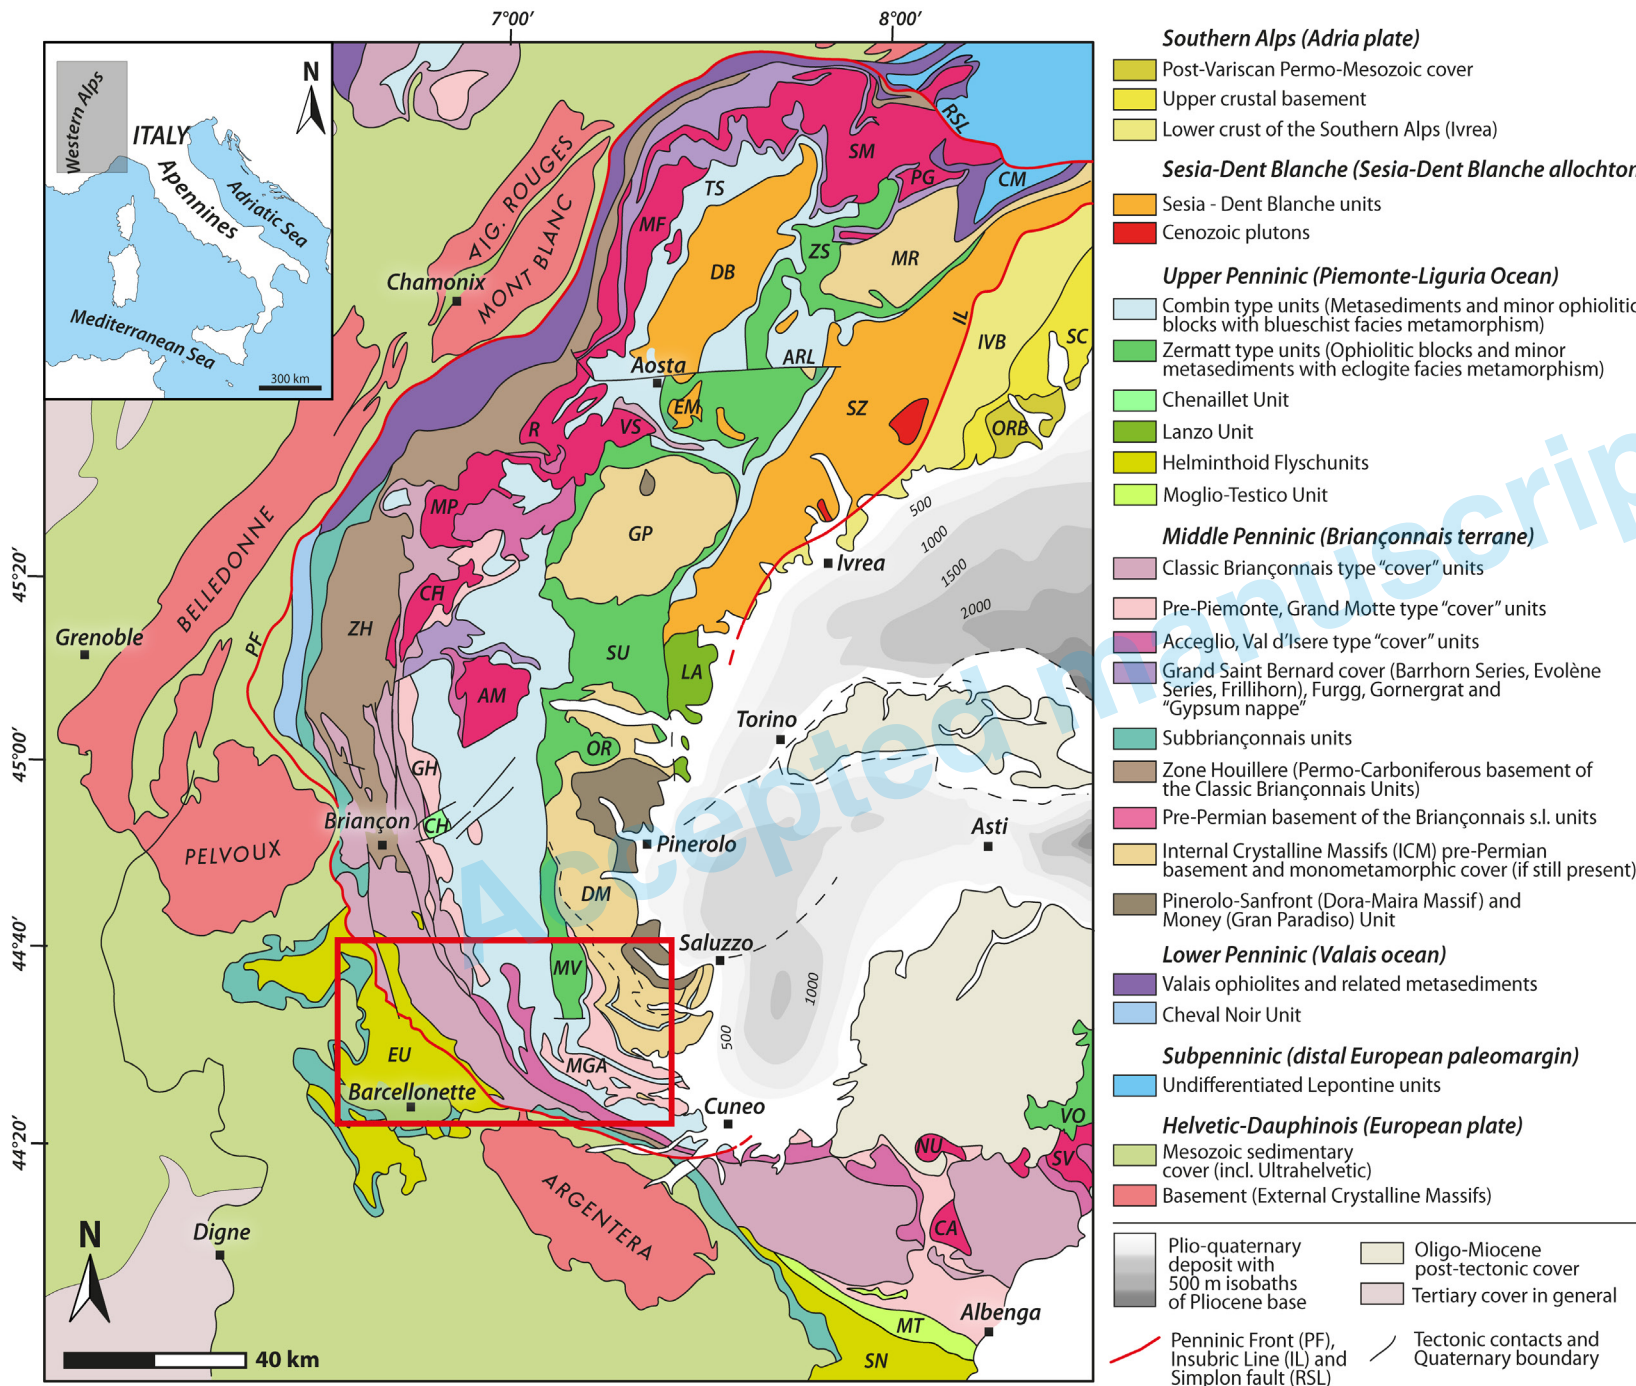 7°00'
8°00'
Western Alps
ITALY
Apennines
Adriatic Sea
Mediterranean Sea
N
300 km
45°20'
45°00'
44°40'
44°20'
AIG. ROUGES
MONT BLANC
Chamonix
RSL
SM
PG
CM
TS
MF
DB
ZS
MR
IL
IVB
SC
Aosta
ARL
EM
SZ
ORB
R
VS
MP
GP
BELLEDONNE
500
1000
1500
2000
Ivrea
CH
Grenoble
PF
ZH
SU
LA
AM
Torino
OR
GH
Briançon
CH
Pinerolo
Asti
PELVOUX
DM
Saluzzo
MV
1000
500
EU
MGA
Barcellonette
Cuneo
VO
NU
SV
ARGENTERA
CA
Digne
N
Albenga
MT
SN
40 km
Accepted manuscrip
Southern Alps (Adria plate)
Post-Variscan Permo-Mesozoic cover
Upper crustal basement
Lower crust of the Southern Alps (Ivrea)
Sesia-Dent Blanche (Sesia-Dent Blanche allochton
Sesia - Dent Blanche units
Cenozoic plutons
Upper Penninic (Piemonte-Liguria Ocean)
Combin type units (Metasediments and minor ophiolitic
blocks with blueschist facies metamorphism)
Zermatt type units (Ophiolitic blocks and minor
metasediments with eclogite facies metamorphism)
Chenaillet Unit
Lanzo Unit
Helminthoid Flyschunits
Moglio-Testico Unit
Middle Penninic (Briançonnais terrane)
Classic Briançonnais type "cover" units
Pre-Piemonte, Grand Motte type "cover" units
Acceglio, Val d'Isere type "cover" units
Grand Saint Bernard cover (Barrhorn Series, Evolène
Series, Frillihorn), Furgg, Gornergrat and
"Gypsum nappe"
Subbriançonnais units
Zone Houillere (Permo-Carboniferous basement of
the Classic Briançonnais Units)
Pre-Permian basement of the Briançonnais s.l. units
Internal Crystalline Massifs (ICM) pre-Permian
basement and monometamorphic cover (if still present)
Pinerolo-Sanfront (Dora-Maira Massif) and
Money (Gran Paradiso) Unit
Lower Penninic (Valais ocean)
Valais ophiolites and related metasediments
Cheval Noir Unit
Subpenninic (distal European paleomargin)
Undifferentiated Lepontine units
Helvetic-Dauphinois (European plate)
Mesozoic sedimentary
cover (incl. Ultrahelvetic)
Basement (External Crystalline Massifs)
Plio-quaternary
deposit with
500 m isobaths
of Pliocene base
Oligo-Miocene
post-tectonic cover
Tertiary cover in general
Penninic Front (PF),
Insubric Line (IL) and
Simplon fault (RSL)
Tectonic contacts and
Quaternary boundary